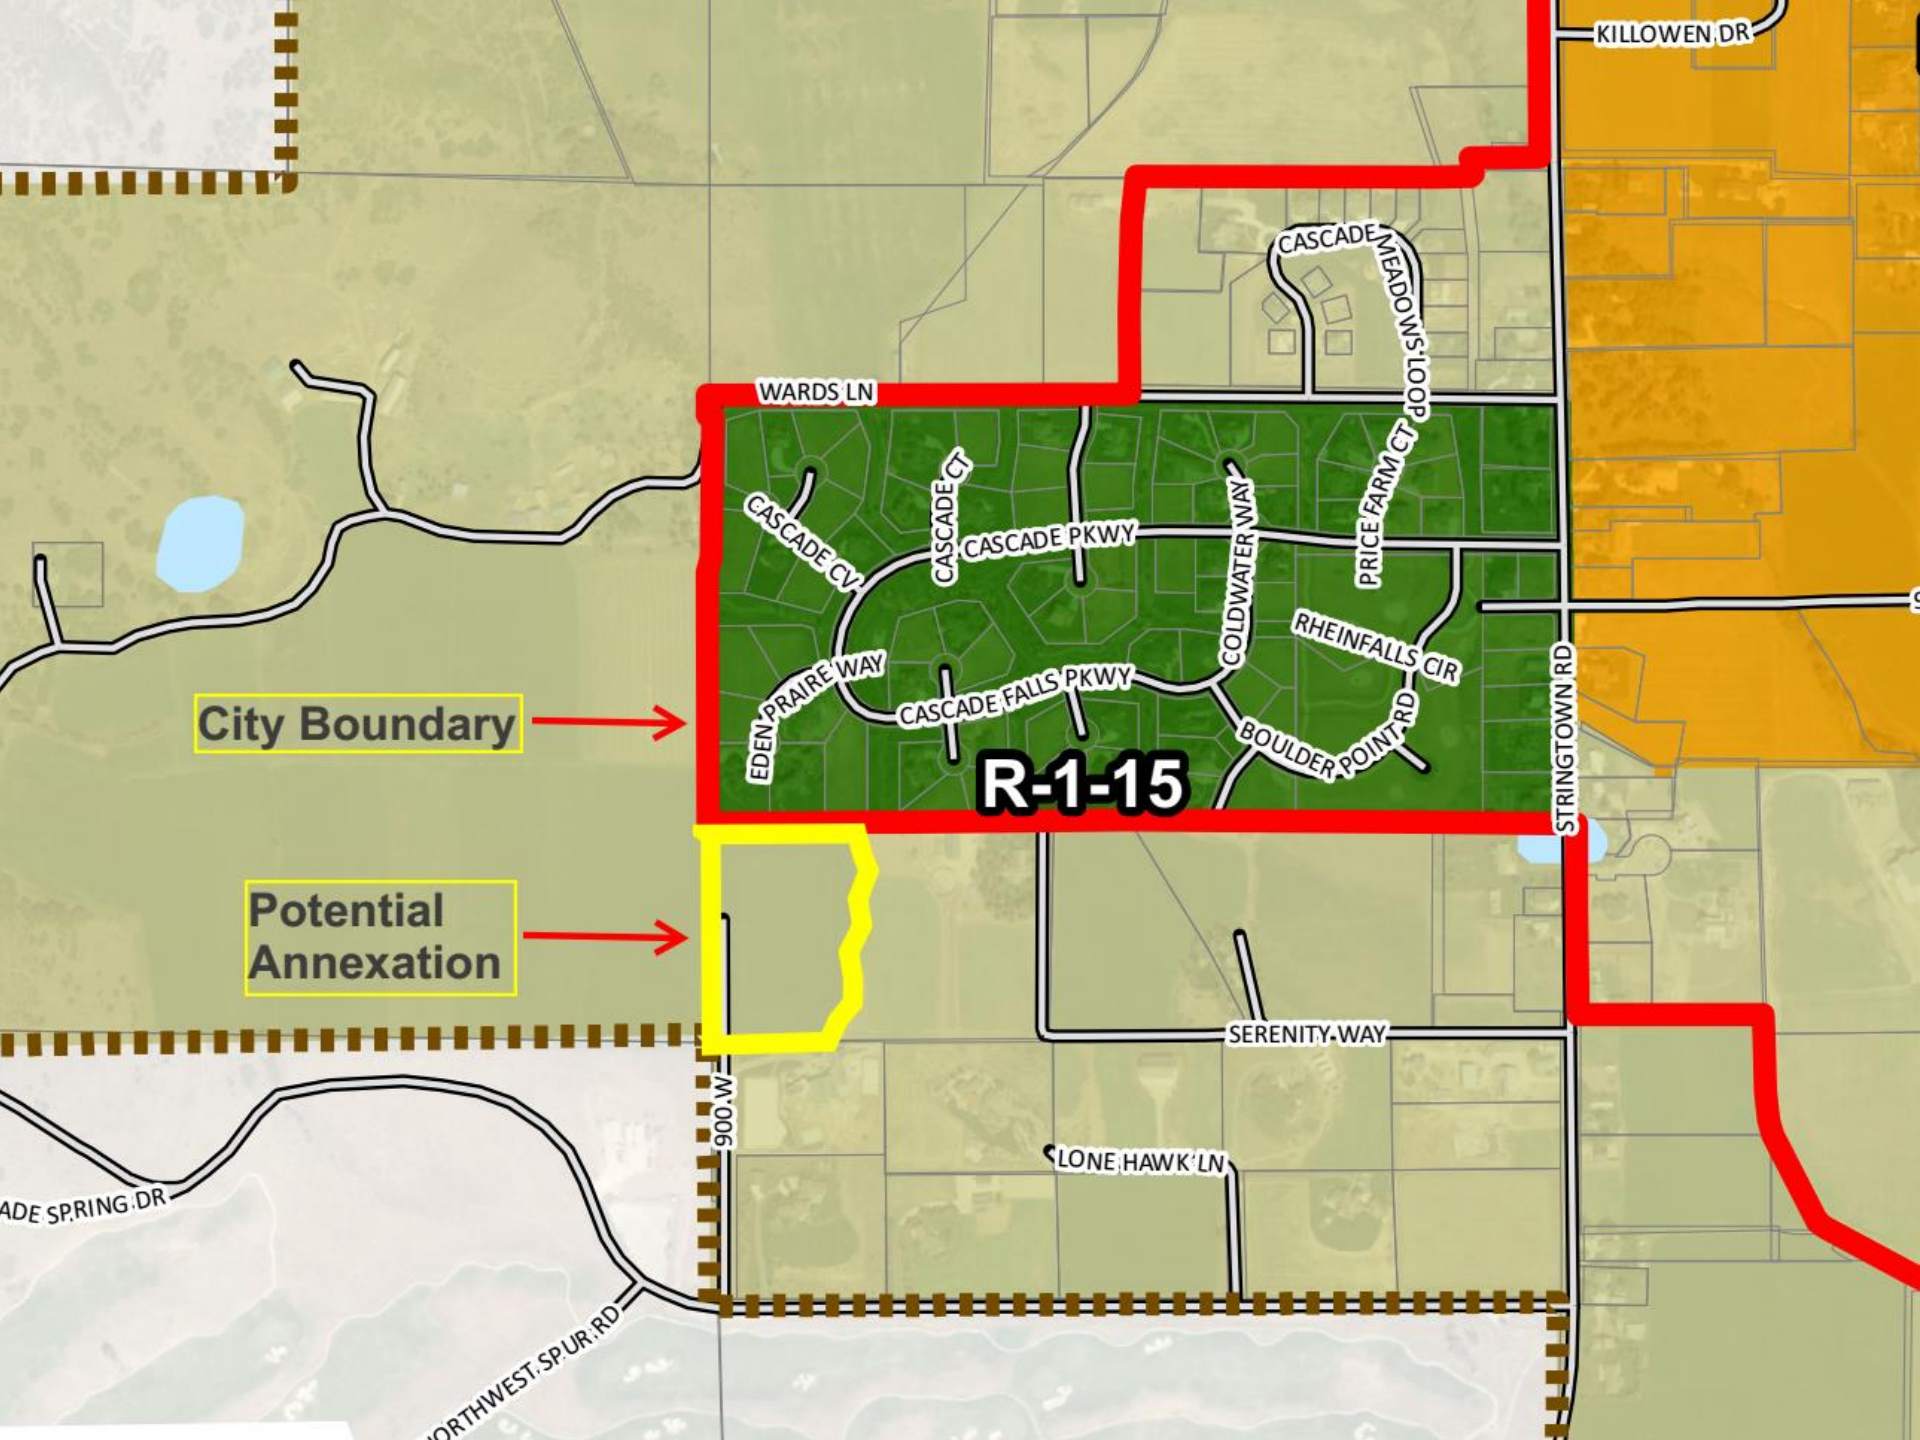 KILLOWEN DR
CASCADE MEADOWS LOOP
WARDS LN
CASCADE CT
CASCADE CV
CASCADE PKWY
COLDWATER WAY
PRICE FARM CT
RHEINFALLS CIR
EDEN PRAIRE WAY
CASCADE FALLS PKWY
BOULDER POINT RD
STRINGTOWN RD
City Boundary
R-1-15
Potential
Annexation
SERENITY WAY
900 W
LONE HAWK LN
ADE SPRING DR
ORTHWEST SPUR RD